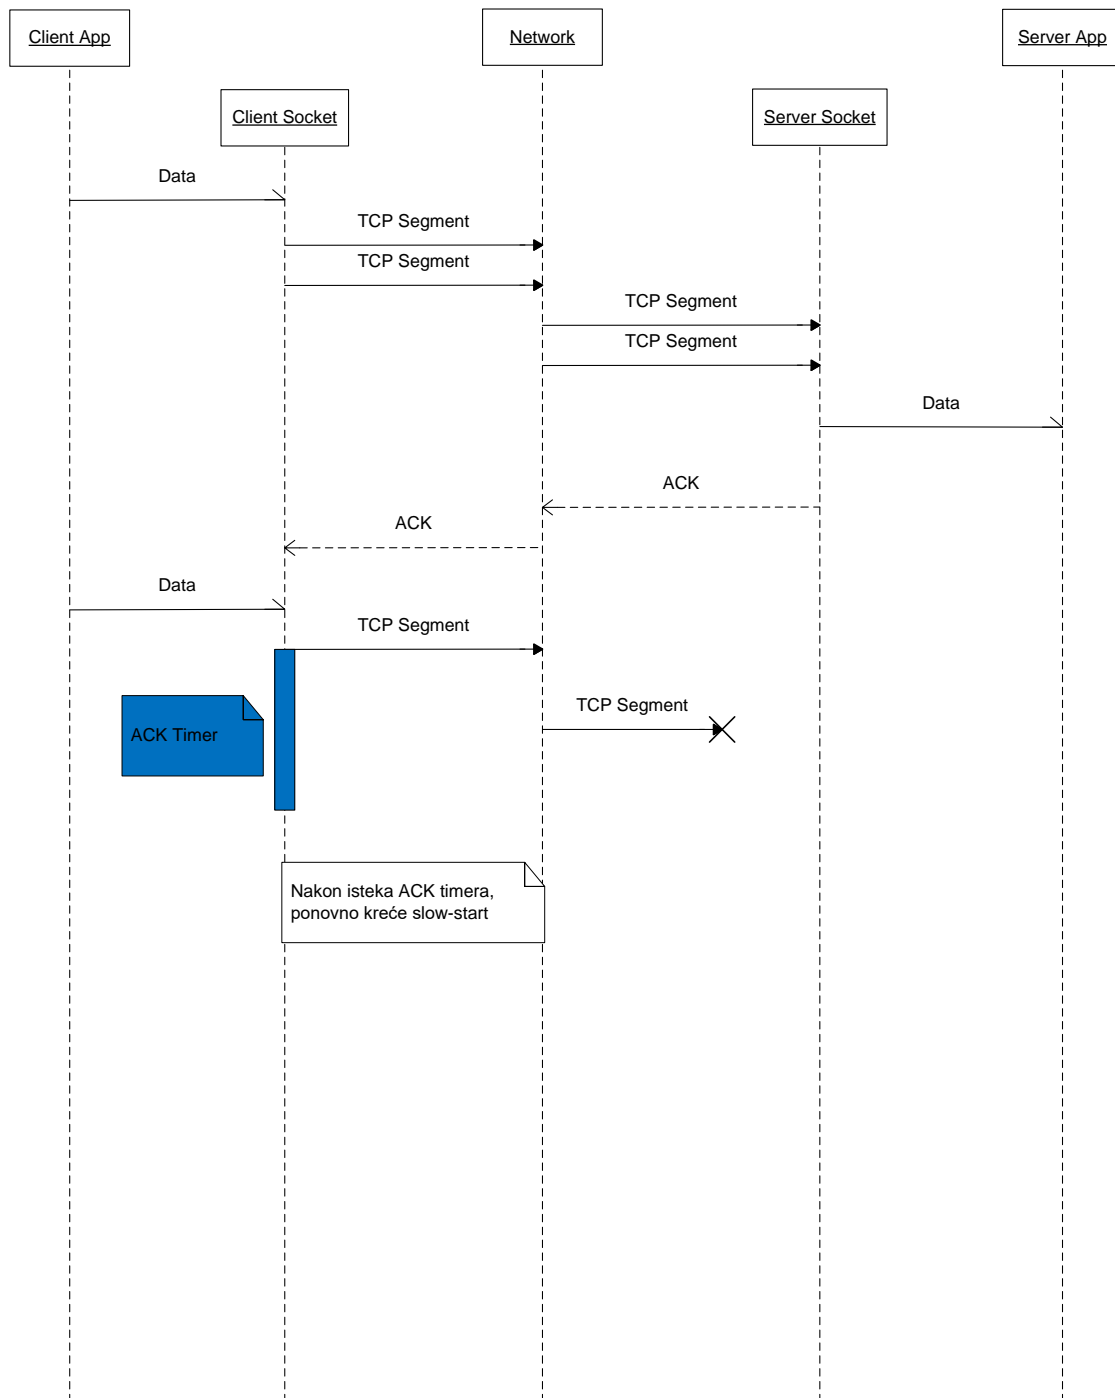 Client App
Network
Server App
Client Socket
Server Socket
Data
TCP Segment
TCP Segment
TCP Segment
TCP Segment
Data
ACK
ACK
Data
TCP Segment
TCP Segment
ACK Timer
Nakon isteka ACK timera,
ponovno kreće slow-start